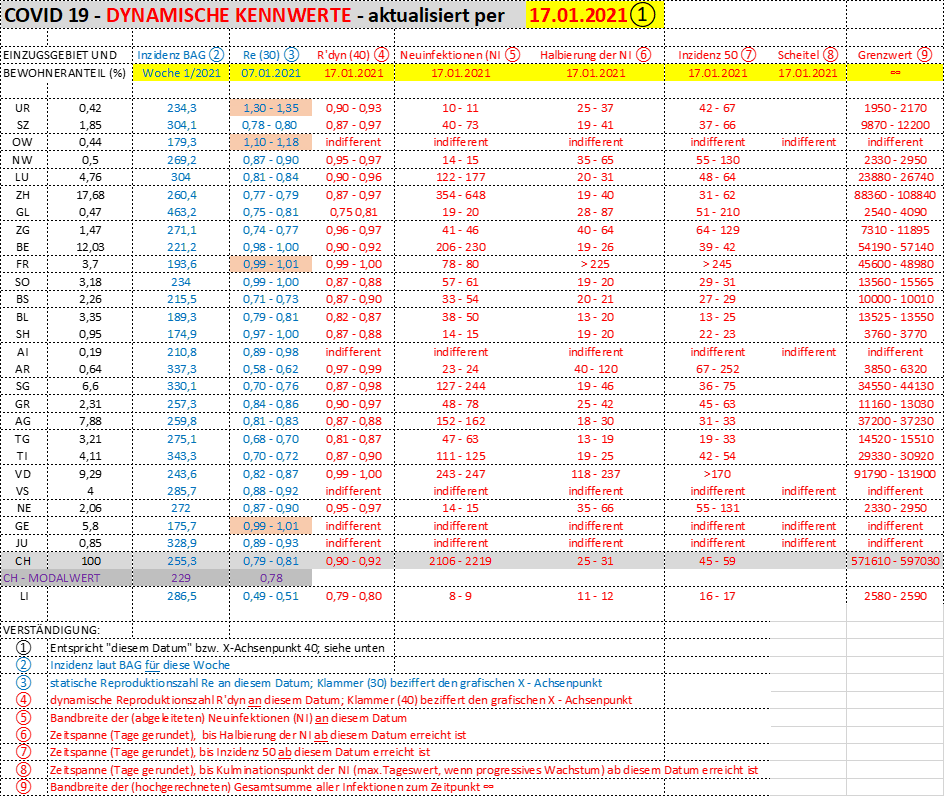 COVID 19 - DYNAMISCHE KENNWERTE - aktualisiert per 17.01.2021 ①
EINZUGSGEBIET UND Inzidenz BAG ② Re (30) ③ R'dyn (40) ④ Neuinfektionen (NI ⑤ Halbierung der NI ⑥ Inzidenz 50 ⑦ Scheitel ⑧ Grenzwert ⑨
BEWOHNERANTEIL (%) Woche 1/2021 07.01.2021 17.01.2021 17.01.2021 17.01.2021 17.01.2021 17.01.2021 ∞
UR 0,42 234,3 1,30 - 1,35 0,90 - 0,93 10 - 11 25 - 37 42 - 67 1950 - 2170
SZ 1,85 304,1 0,78 - 0,80 0,87 - 0,97 40 - 73 19 - 41 37 - 66 9870 - 12200
OW 0,44 179,3 1,10 - 1,18 indifferent indifferent indifferent indifferent indifferent indifferent
NW 0,5 269,2 0,87 - 0,90 0,95 - 0,97 14 - 15 35 - 65 55 - 130 2330 - 2950
LU 4,76 304 0,81 - 0,84 0,90 - 0,96 122 - 177 20 - 31 48 - 64 23880 - 26740
ZH 17,68 260,4 0,77 - 0,79 0,87 - 0,97 354 - 648 19 - 40 31 - 62 88360 - 108840
GL 0,47 463,2 0,75 - 0,81 0,75 0,81 19 - 20 28 - 87 51 - 210 2540 - 4090
ZG 1,47 271,1 0,74 - 0,77 0,96 - 0,97 41 - 46 40 - 64 64 - 129 7310 - 11895
BE 12,03 221,2 0,98 - 1,00 0,90 - 0,92 206 - 230 19 - 26 39 - 42 54190 - 57140
FR 3,7 193,6 0,99 - 1,01 0,99 - 1,00 78 - 80 > 225 > 245 45600 - 48980
SO 3,18 234 0,99 - 1,00 0,87 - 0,88 57 - 61 19 - 20 29 - 31 13560 - 15565
BS 2,26 215,5 0,71 - 0,73 0,87 - 0,90 33 - 54 20 - 21 27 - 29 10000 - 10010
BL 3,35 189,3 0,79 - 0,81 0,82 - 0,87 38 - 50 13 - 20 13 - 25 13525 - 13550
SH 0,95 174,9 0,97 - 1,00 0,87 - 0,88 14 - 15 19 - 20 22 - 23 3760 - 3770
AI 0,19 210,8 0,89 - 0,98 indifferent indifferent indifferent indifferent indifferent indifferent
AR 0,64 337,3 0,58 - 0,62 0,97 - 0,99 23 - 24 40 - 120 67 - 252 3850 - 6320
SG 6,6 330,1 0,70 - 0,76 0,87 - 0,98 127 - 244 19 - 46 36 - 75 34550 - 44130
GR 2,31 257,3 0,84 - 0,86 0,90 - 0,97 48 - 78 25 - 42 45 - 63 11160 - 13030
AG 7,88 259,8 0,81 - 0,83 0,87 - 0,88 152 - 162 18 - 30 31 - 33 37200 - 37230
TG 3,21 275,1 0,68 - 0,70 0,81 - 0,87 47 - 63 13 - 19 19 - 33 14520 - 15510
TI 4,11 343,3 0,70 - 0,72 0,87 - 0,90 111 - 125 19 - 25 42 - 54 29330 - 30920
VD 9,29 243,6 0,82 - 0,87 0,99 - 1,00 243 - 247 118 - 237 >170 91790 - 131900
VS 4 285,7 0,88 - 0,92 indifferent indifferent indifferent indifferent indifferent indifferent
NE 2,06 272 0,87 - 0,90 0,95 - 0,97 14 - 15 35 - 66 55 - 131 2330 - 2950
GE 5,8 175,7 0,99 - 1,01 indifferent indifferent indifferent indifferent indifferent indifferent
JU 0,85 328,9 0,89 - 0,93 indifferent indifferent indifferent indifferent indifferent indifferent
CH 100 255,3 0,79 - 0,81 0,90 - 0,92 2106 - 2219 25 - 31 45 - 59 571610 - 597030
CH - MODALWERT 229 0,78
LI 286,5 0,49 - 0,51 0,79 - 0,80 8 - 9 11 - 12 16 - 17 2580 - 2590
VERSTÄNDIGUNG:
① Entspricht "diesem Datum" bzw. X-Achsenpunkt 40; siehe unten
② Inzidenz laut BAG für diese Woche
③ statische Reproduktionszahl Re an diesem Datum; Klammer (30) beziffert den grafischen X - Achsenpunkt
④ dynamische Reproduktionszahl R'dyn an diesem Datum; Klammer (40) beziffert den grafischen X - Achsenpunkt
⑤ Bandbreite der (abgeleiteten) Neuinfektionen (NI) an diesem Datum
⑥ Zeitspanne (Tage gerundet), bis Halbierung der NI ab diesem Datum erreicht ist
⑦ Zeitspanne (Tage gerundet), bis Inzidenz 50 ab diesem Datum erreicht ist
⑧ Zeitspanne (Tage gerundet), bis Kulminationspunkt der NI (max.Tageswert, wenn progressives Wachstum) ab diesem Datum erreicht ist
⑨ Bandbreite der (hochgerechneten) Gesamtsumme aller Infektionen zum Zeitpunkt ∞